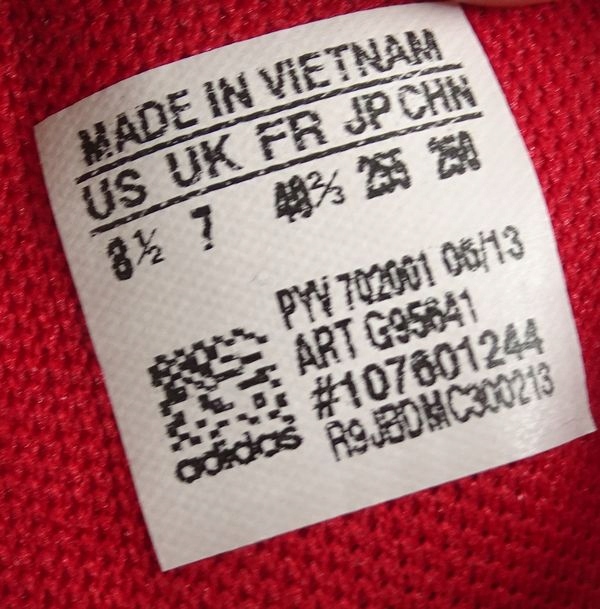 MADE IN VIETNAM
US UK FR JP CHN
8½ 7 40⅔ 255 250
PYV 702001 06/13
ART G95641
#107601244
R9JBDMC300213
adidas